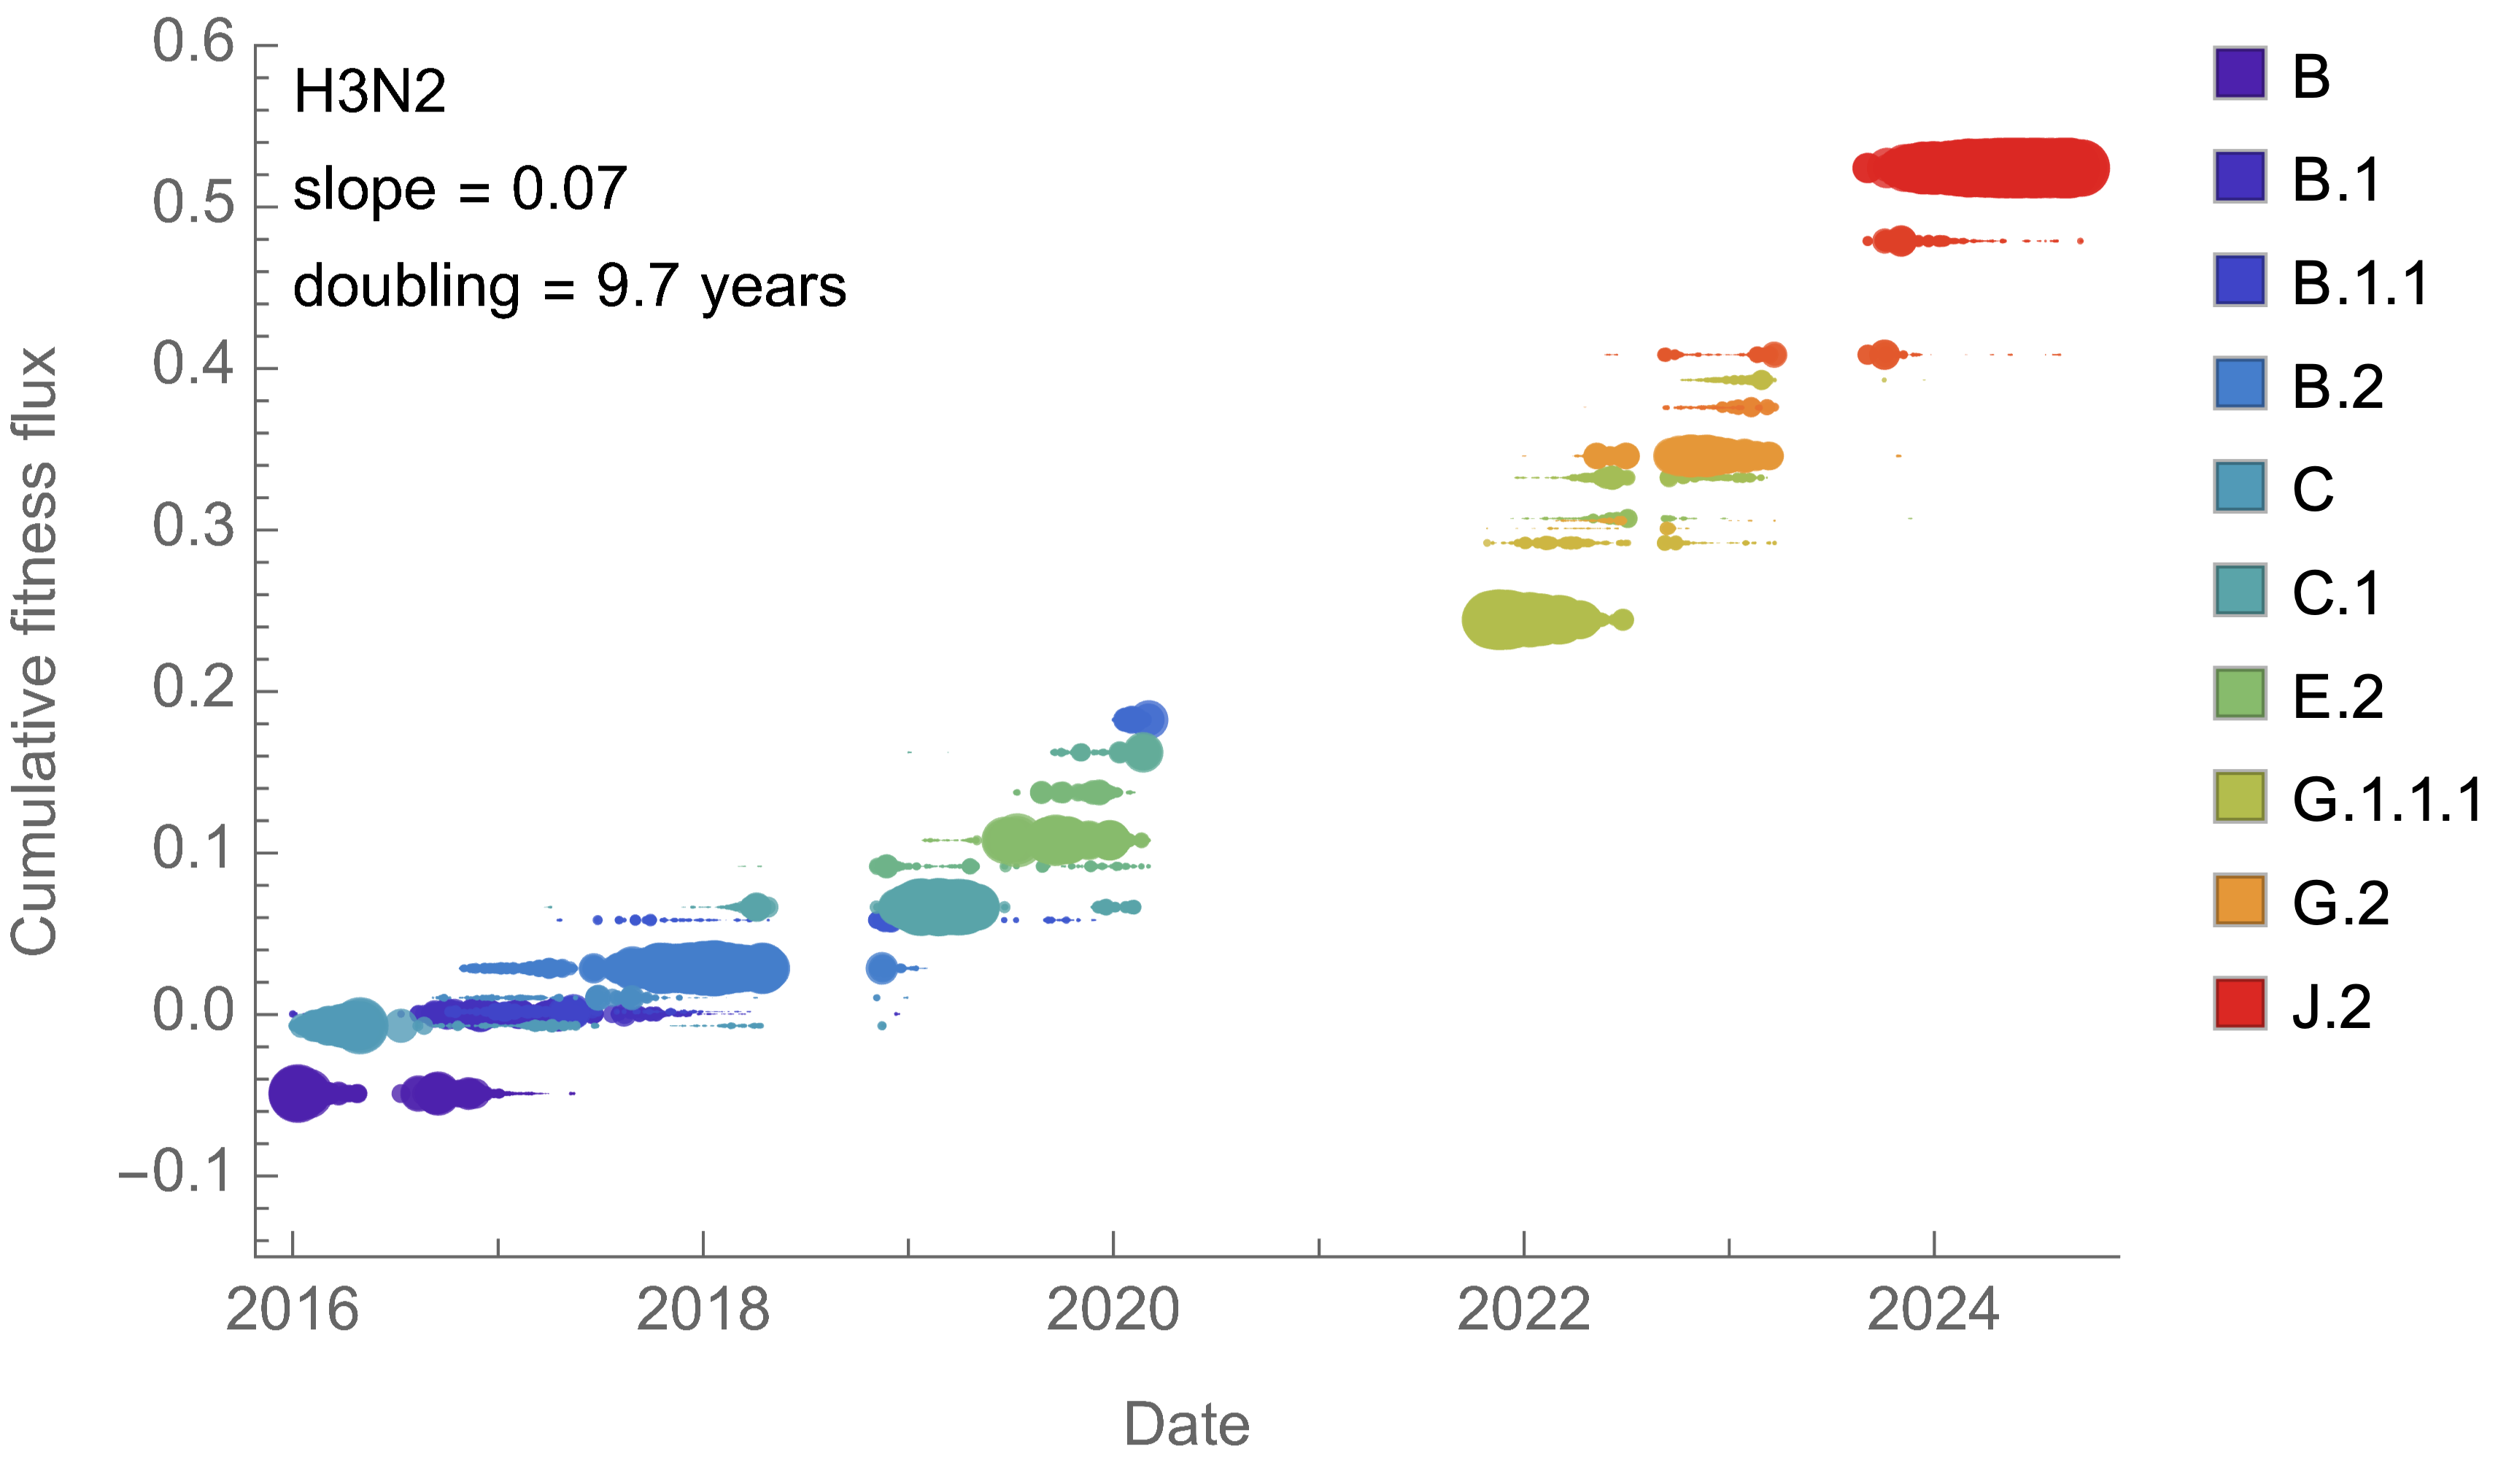 H3N2
slope = 0.07
doubling = 9.7 years
Cumulative fitness flux
0.6
0.5
0.4
0.3
0.2
0.1
0.0
−0.1
2016 2018 2020 2022 2024
Date
B
B.1
B.1.1
B.2
C
C.1
E.2
G.1.1.1
G.2
J.2